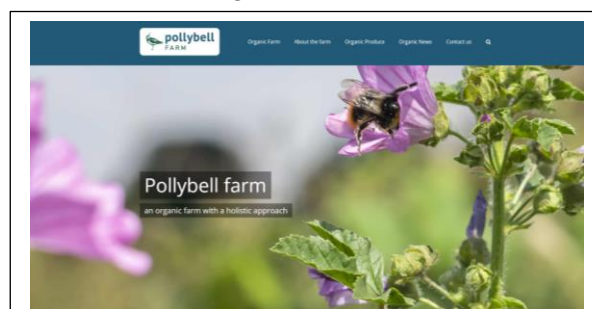 pollybell
FARM
Organic Farm About the farm Organic Produce Organic News Contact us
Pollybell farm
an organic farm with a holistic approach